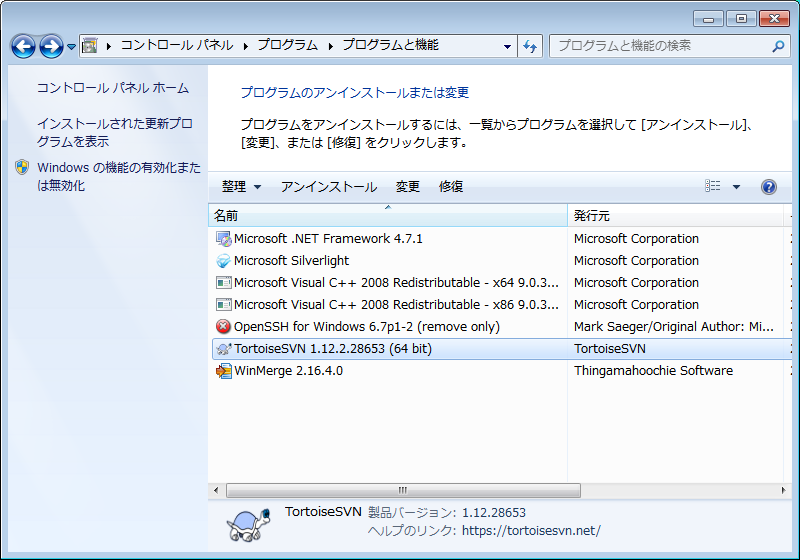 コントロール パネル ▶ プログラム ▶ プログラムと機能
プログラムと機能の検索
コントロール パネル ホーム
インストールされた更新プログラムを表示
Windows の機能の有効化または無効化
プログラムのアンインストールまたは変更
プログラムをアンインストールするには、一覧からプログラムを選択して [アンインストール]、
[変更]、または [修復] をクリックします。
整理 アンインストール 変更 修復
名前 発行元
Microsoft .NET Framework 4.7.1 Microsoft Corporation
Microsoft Silverlight Microsoft Corporation
Microsoft Visual C++ 2008 Redistributable - x64 9.0.3... Microsoft Corporation
Microsoft Visual C++ 2008 Redistributable - x86 9.0.3... Microsoft Corporation
OpenSSH for Windows 6.7p1-2 (remove only) Mark Saeger/Original Author: Mi...
TortoiseSVN 1.12.2.28653 (64 bit) TortoiseSVN
WinMerge 2.16.4.0 Thingamahoochie Software
TortoiseSVN 製品バージョン: 1.12.28653
ヘルプのリンク: https://tortoisesvn.net/